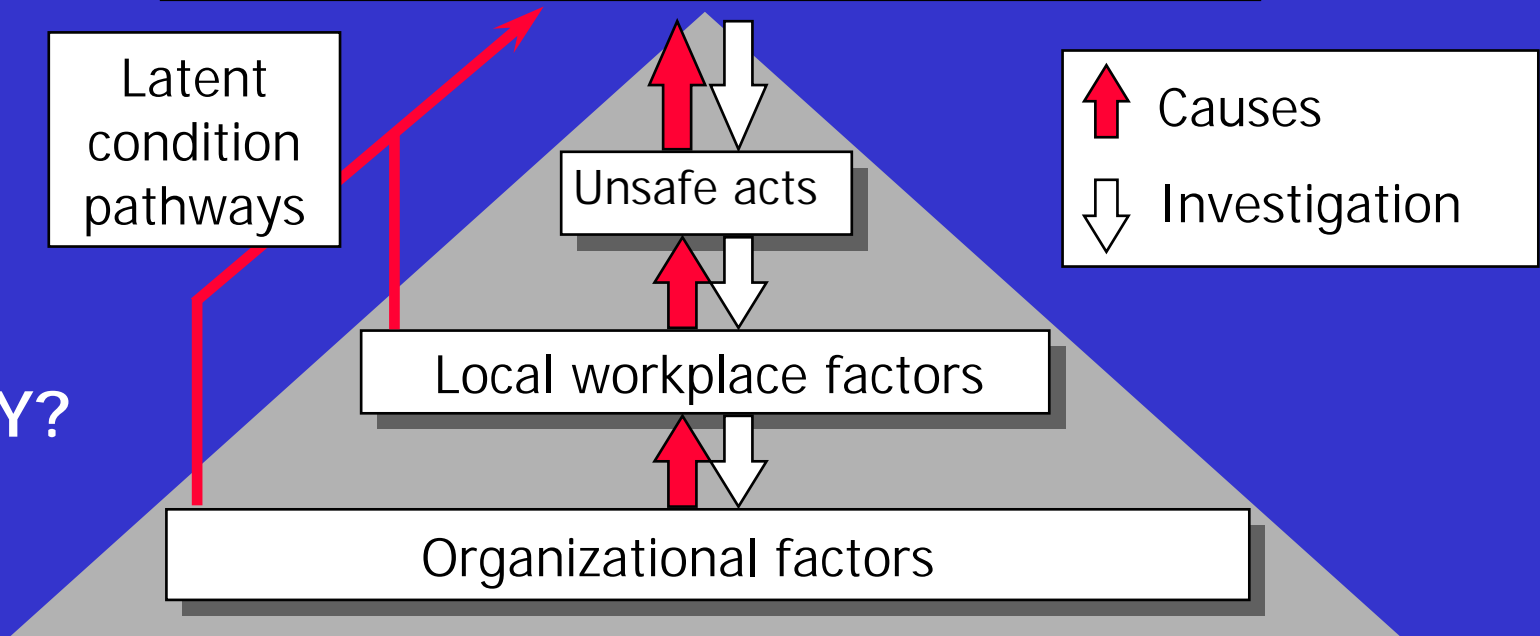 Latent
condition
pathways
Causes
Investigation
Unsafe acts
Local workplace factors
Y?
Organizational factors